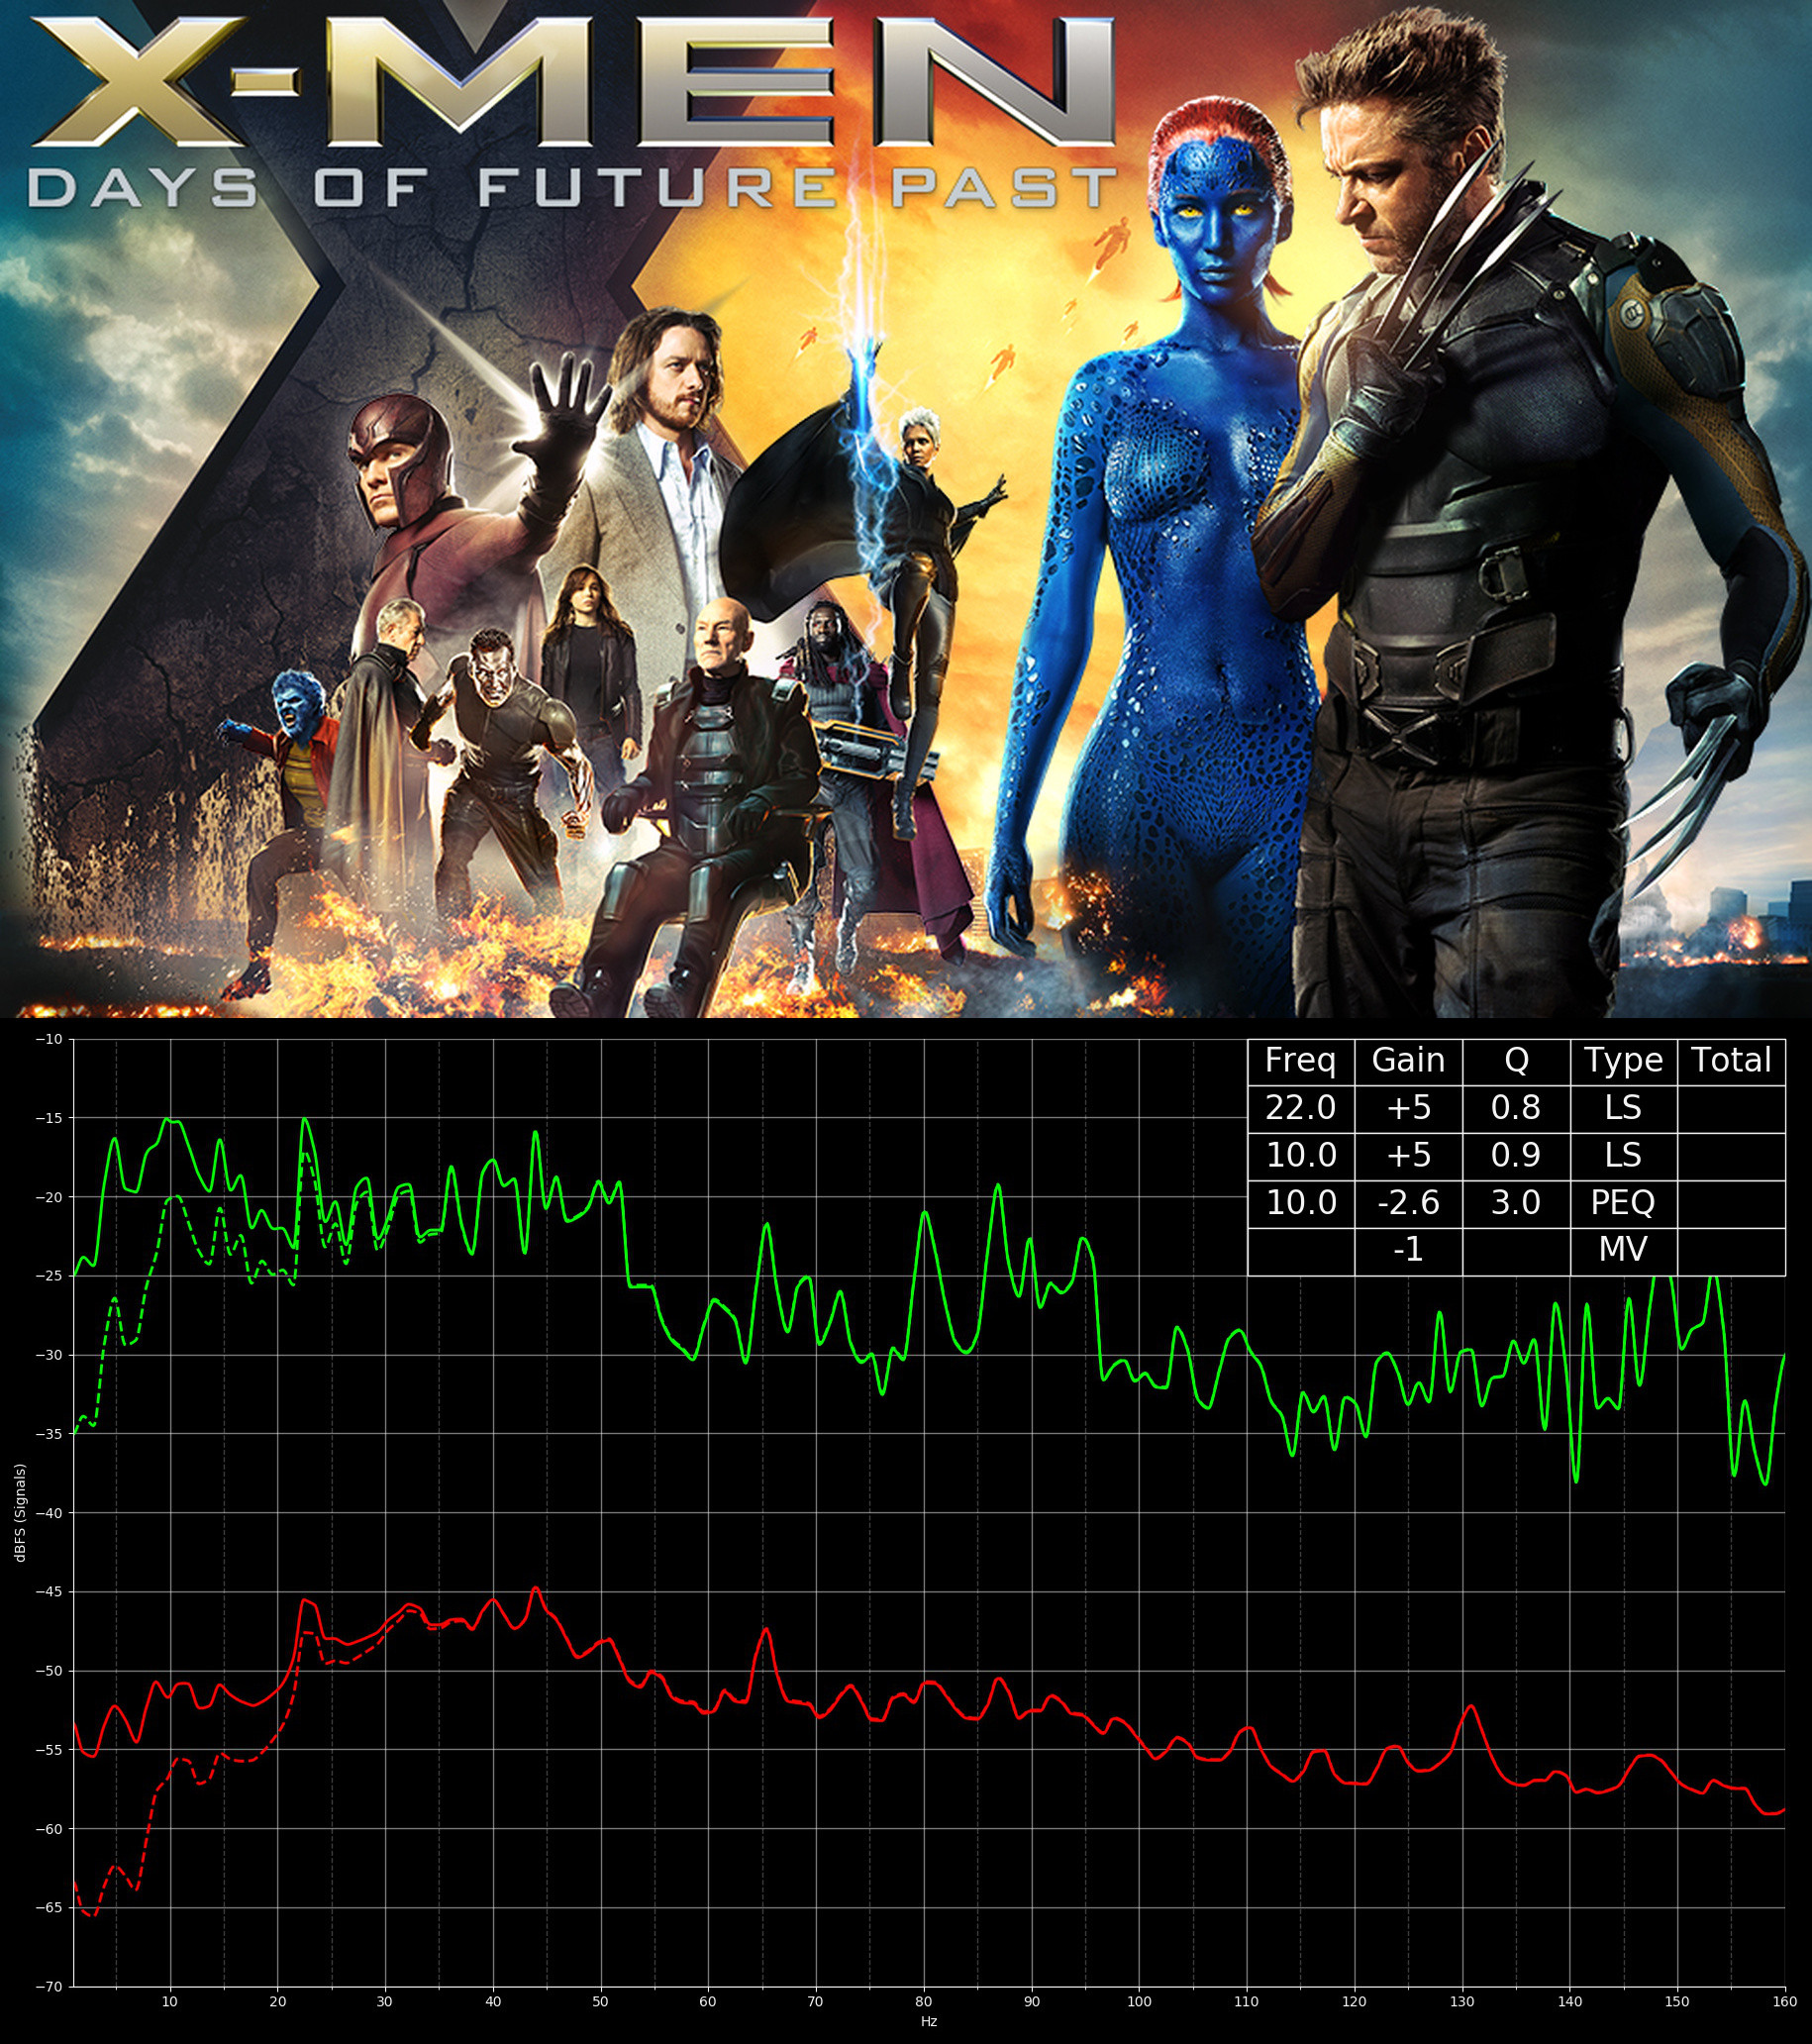 X-MEN
DAYS OF FUTURE PAST
Freq Gain Q Type Total
22.0 +5 0.8 LS
10.0 +5 0.9 LS
10.0 -2.6 3.0 PEQ
-1 MV
−10
−15
−20
−25
−30
−35
−40
−45
−50
−55
−60
−65
−70
dBFS (Signals)
10 20 30 40 50 60 70 80 90 100 110 120 130 140 150 160
Hz